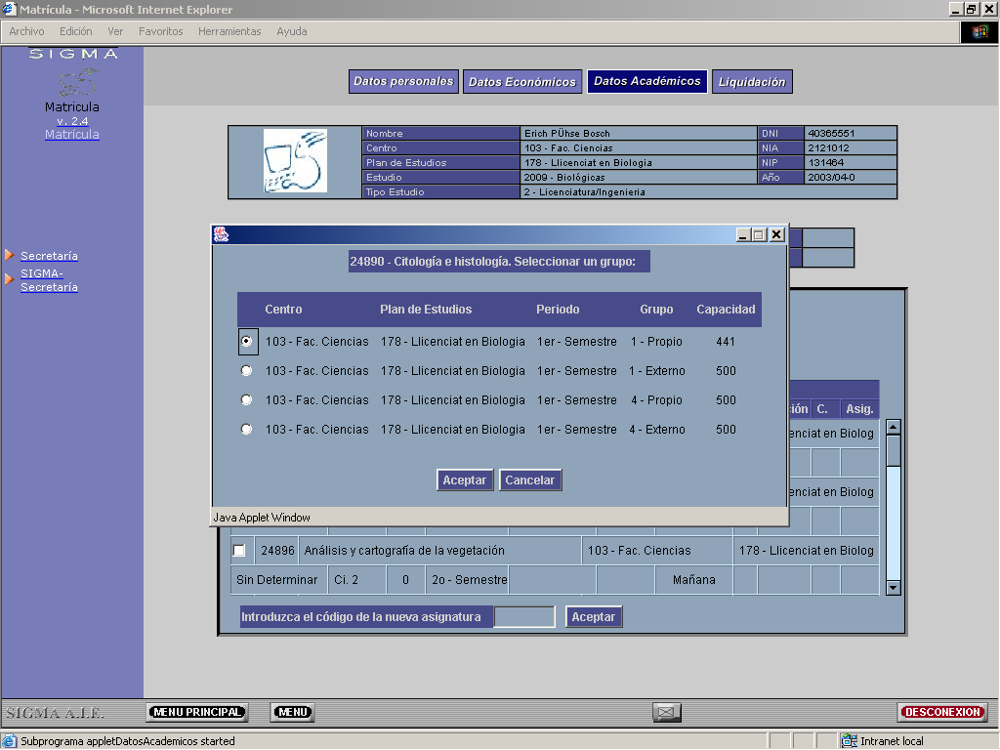 Matrícula - Microsoft Internet Explorer
Archivo Edición Ver Favoritos Herramientas Ayuda
SIGMA
Matricula
v. 2.4
Matrícula
Secretaría
SIGMA-
Secretaría
Datos personales Datos Económicos Datos Académicos Liquidación
Nombre Erich PÜhse Bosch DNI 40365551
Centro 103 - Fac. Ciencias NIA 2121012
Plan de Estudios 178 - Llicenciat en Biologia NIP 131464
Estudio 2009 - Biológicas Año 2003/04-0
Tipo Estudio 2 - Licenciatura/Ingenieria
24890 - Citología e histología. Seleccionar un grupo:
Centro Plan de Estudios Periodo Grupo Capacidad
103 - Fac. Ciencias 178 - Llicenciat en Biologia 1er - Semestre 1 - Propio 441
103 - Fac. Ciencias 178 - Llicenciat en Biologia 1er - Semestre 1 - Externo 500
103 - Fac. Ciencias 178 - Llicenciat en Biologia 1er - Semestre 4 - Propio 500
103 - Fac. Ciencias 178 - Llicenciat en Biologia 1er - Semestre 4 - Externo 500
Aceptar Cancelar
Java Applet Window
ión C. Asig.
enciat en Biolog
enciat en Biolog
24896 Análisis y cartografía de la vegetación 103 - Fac. Ciencias 178 - Llicenciat en Biolog
Sin Determinar Ci. 2 0 2o - Semestre Mañana
Introduzca el código de la nueva asignatura Aceptar
SIGMA A.I.E. MENU PRINCIPAL MENU DESCONEXION
Subprograma appletDatosAcademicos started Intranet local